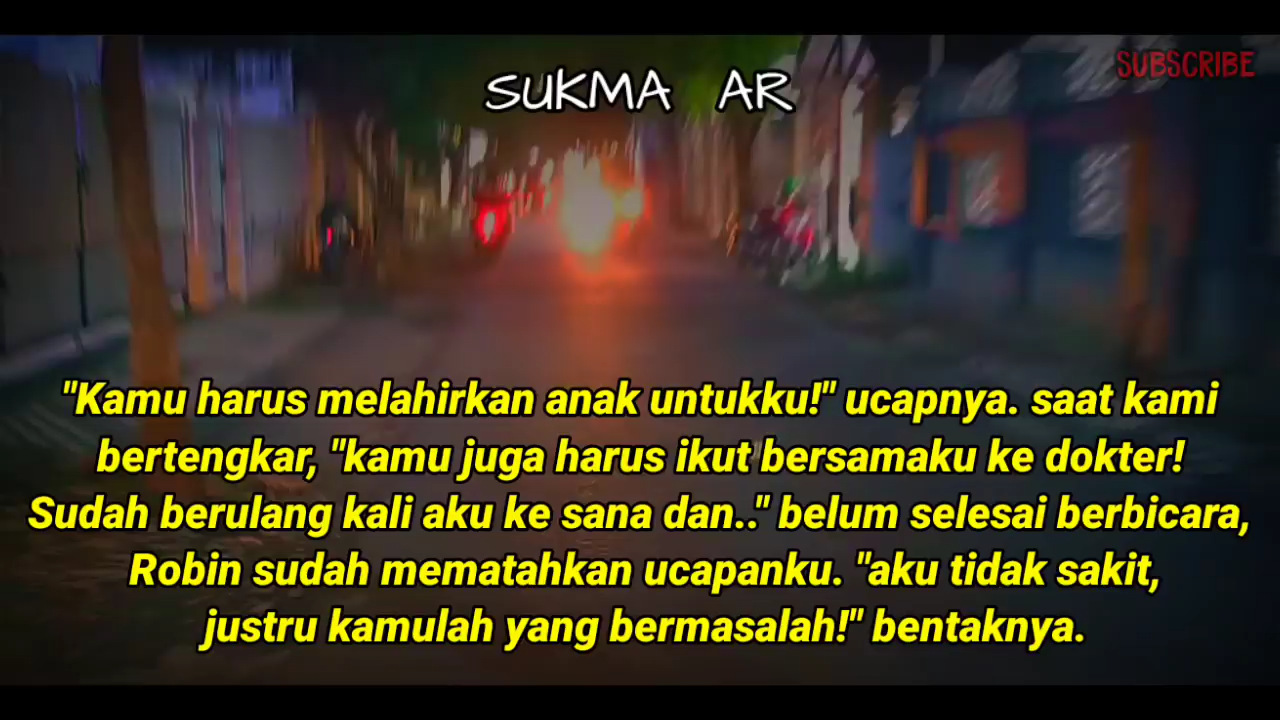 SUKMA AR
SUBSCRIBE
"Kamu harus melahirkan anak untukku!" ucapnya. saat kami
bertengkar, "kamu juga harus ikut bersamaku ke dokter!
Sudah berulang kali aku ke sana dan.." belum selesai berbicara,
Robin sudah mematahkan ucapanku. "aku tidak sakit,
justru kamulah yang bermasalah!" bentaknya.